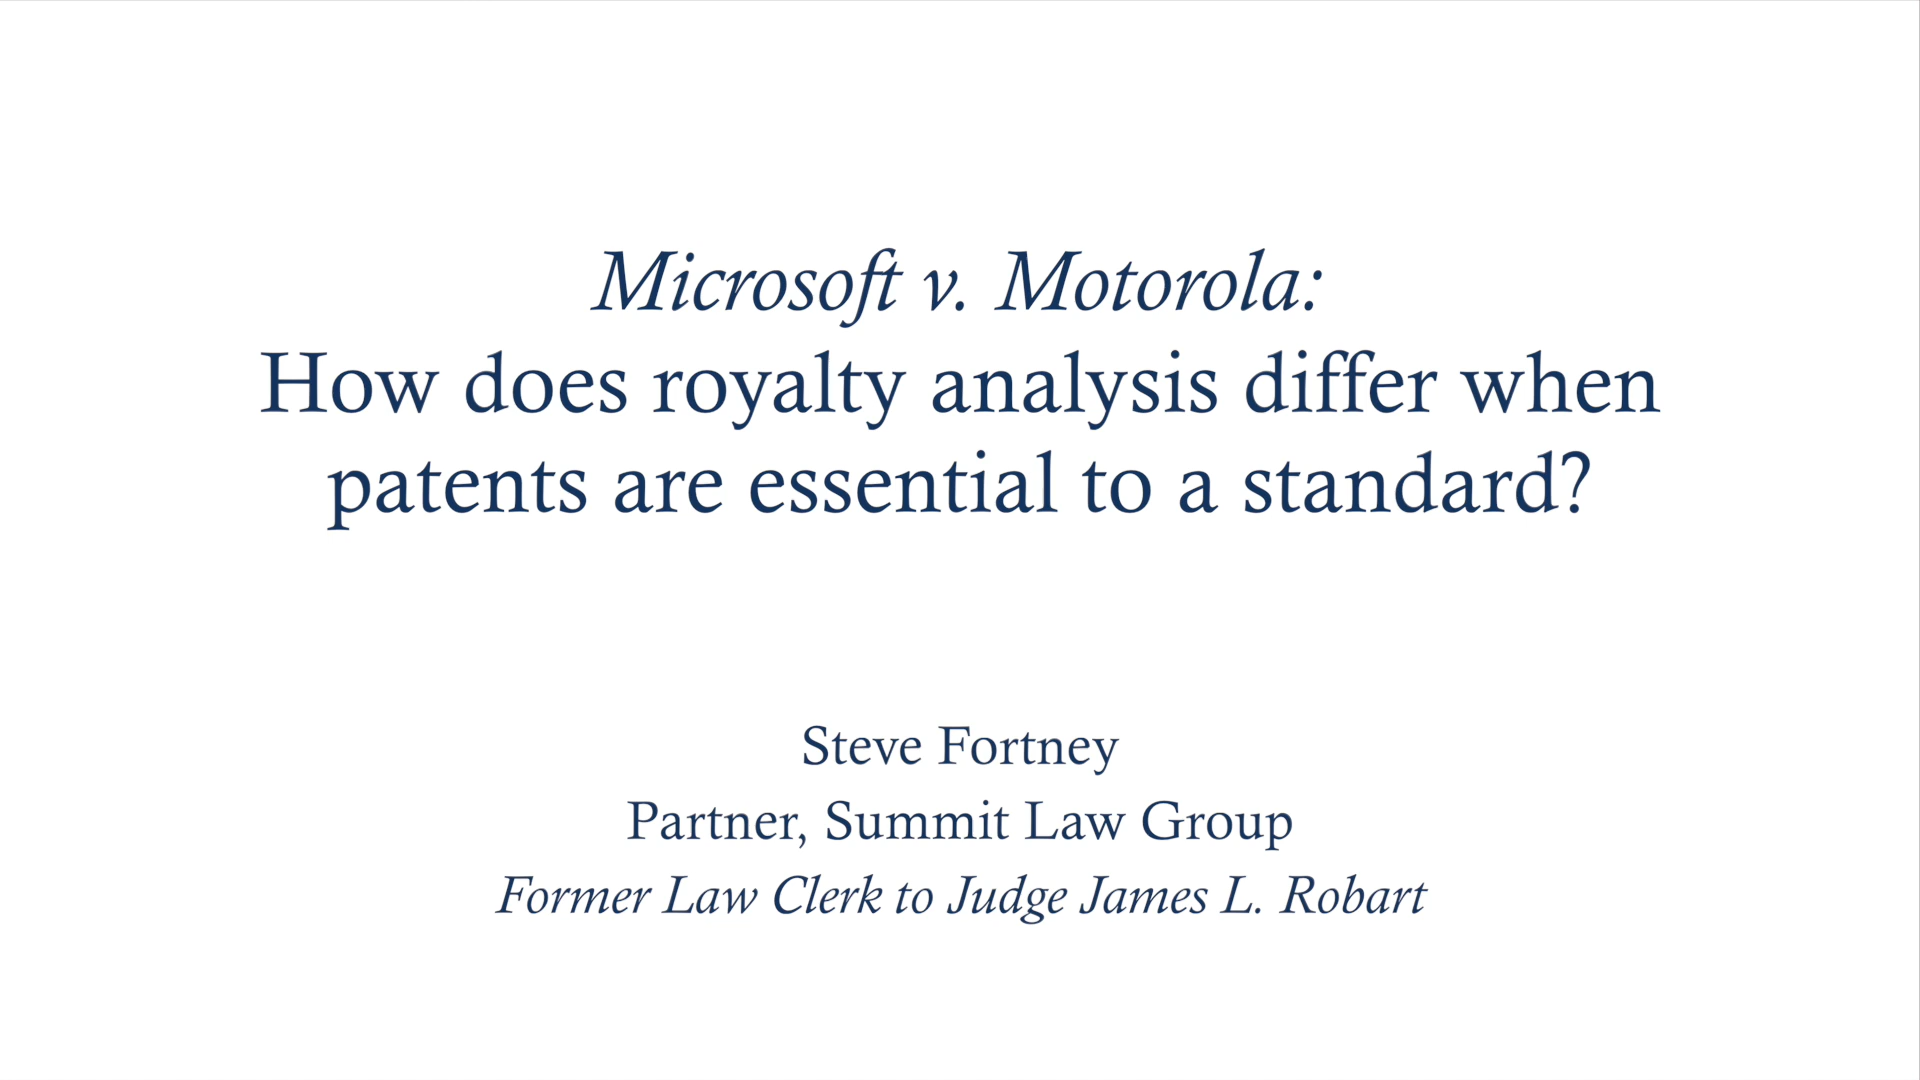 Microsoft v. Motorola:
How does royalty analysis differ when
patents are essential to a standard?
Steve Fortney
Partner, Summit Law Group
Former Law Clerk to Judge James L. Robart